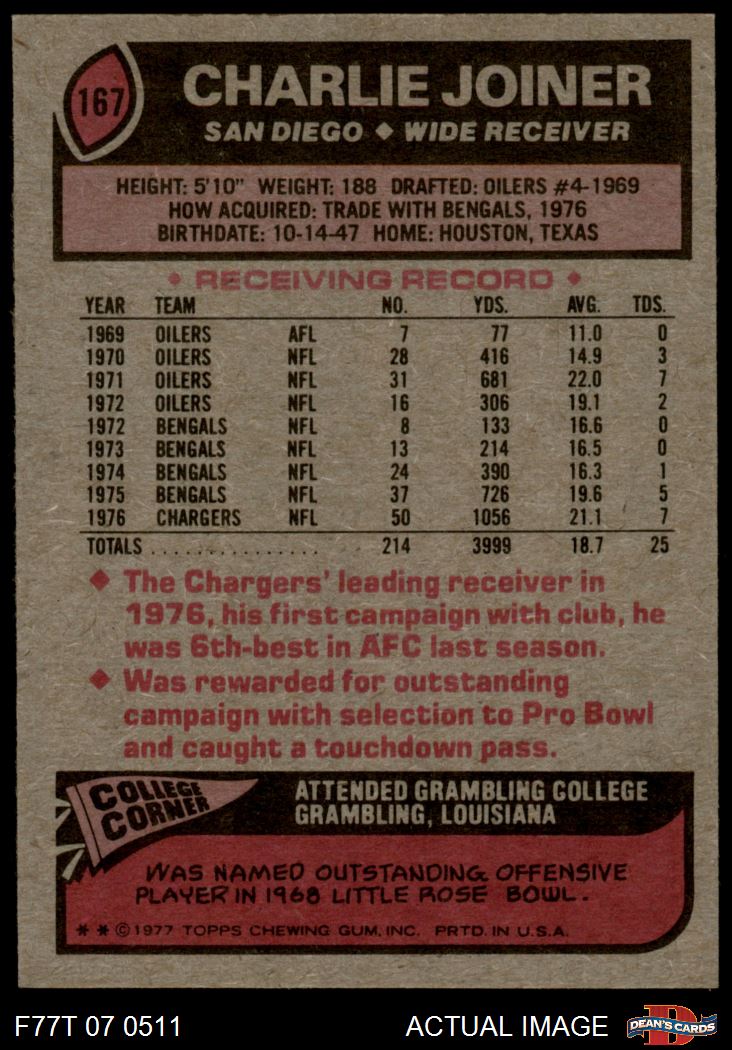 167
CHARLIE JOINER
SAN DIEGO ◆ WIDE RECEIVER
HEIGHT: 5'10" WEIGHT: 188 DRAFTED: OILERS #4-1969
HOW ACQUIRED: TRADE WITH BENGALS, 1976
BIRTHDATE: 10-14-47 HOME: HOUSTON, TEXAS
◆ RECEIVING RECORD ◆
YEAR TEAM NO. YDS. AVG. TDS.
1969 OILERS AFL 7 77 11.0 0
1970 OILERS NFL 28 416 14.9 3
1971 OILERS NFL 31 681 22.0 7
1972 OILERS NFL 16 306 19.1 2
1972 BENGALS NFL 8 133 16.6 0
1973 BENGALS NFL 13 214 16.5 0
1974 BENGALS NFL 24 390 16.3 1
1975 BENGALS NFL 37 726 19.6 5
1976 CHARGERS NFL 50 1056 21.1 7
TOTALS . . . . . . . . . . . . . . . . 214 3999 18.7 25
◆ The Chargers' leading receiver in
1976, his first campaign with club, he
was 6th-best in AFC last season.
◆ Was rewarded for outstanding
campaign with selection to Pro Bowl
and caught a touchdown pass.
COLLEGE
CORNER
ATTENDED GRAMBLING COLLEGE
GRAMBLING, LOUISIANA
WAS NAMED OUTSTANDING OFFENSIVE
PLAYER IN 1968 LITTLE ROSE BOWL.
* * © 1977 TOPPS CHEWING GUM, INC. PRTD. IN U.S.A.
F77T 07 0511 ACTUAL IMAGE
D
DEAN'S CARDS